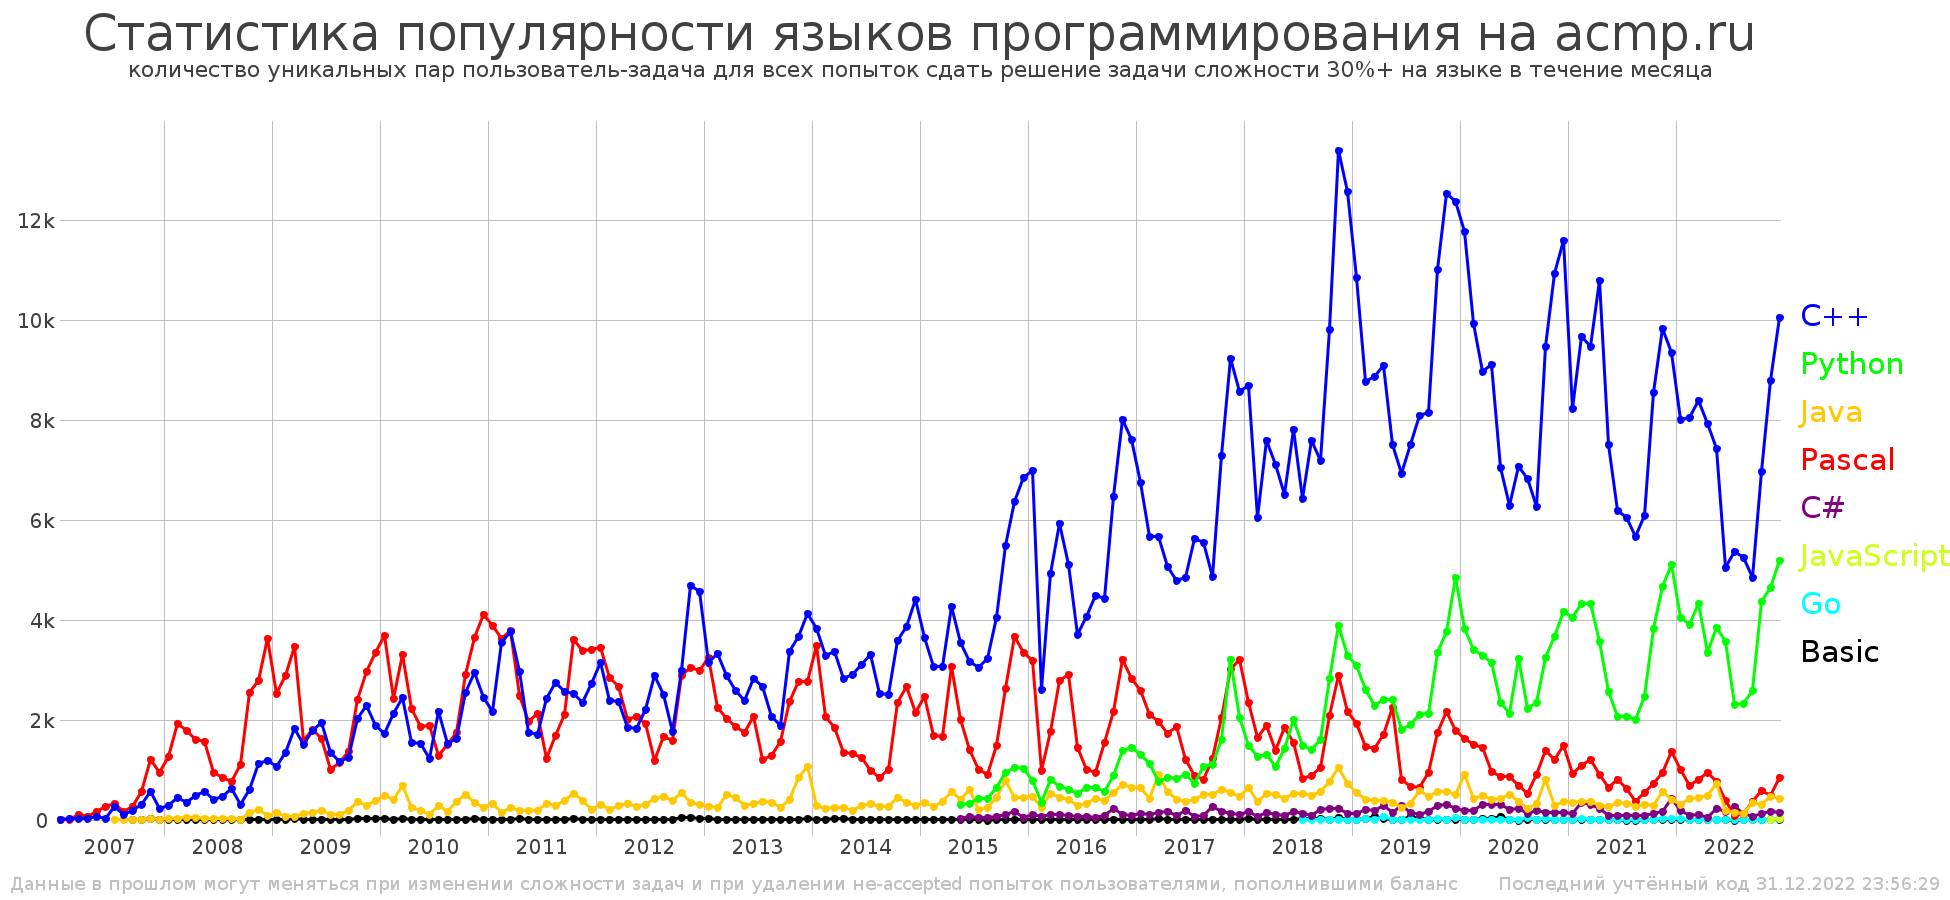 Статистика популярности языков программирования на acmp.ru
количество уникальных пар пользователь-задача для всех попыток сдать решение задачи сложности 30%+ на языке в течение месяца
12k
10k
8k
6k
4k
2k
0
C++
Python
Java
Pascal
C#
JavaScript
Go
Basic
2007 2008 2009 2010 2011 2012 2013 2014 2015 2016 2017 2018 2019 2020 2021 2022
Данные в прошлом могут меняться при изменении сложности задач и при удалении не-accepted попыток пользователями, пополнившими баланс Последний учтённый код 31.12.2022 23:56:29